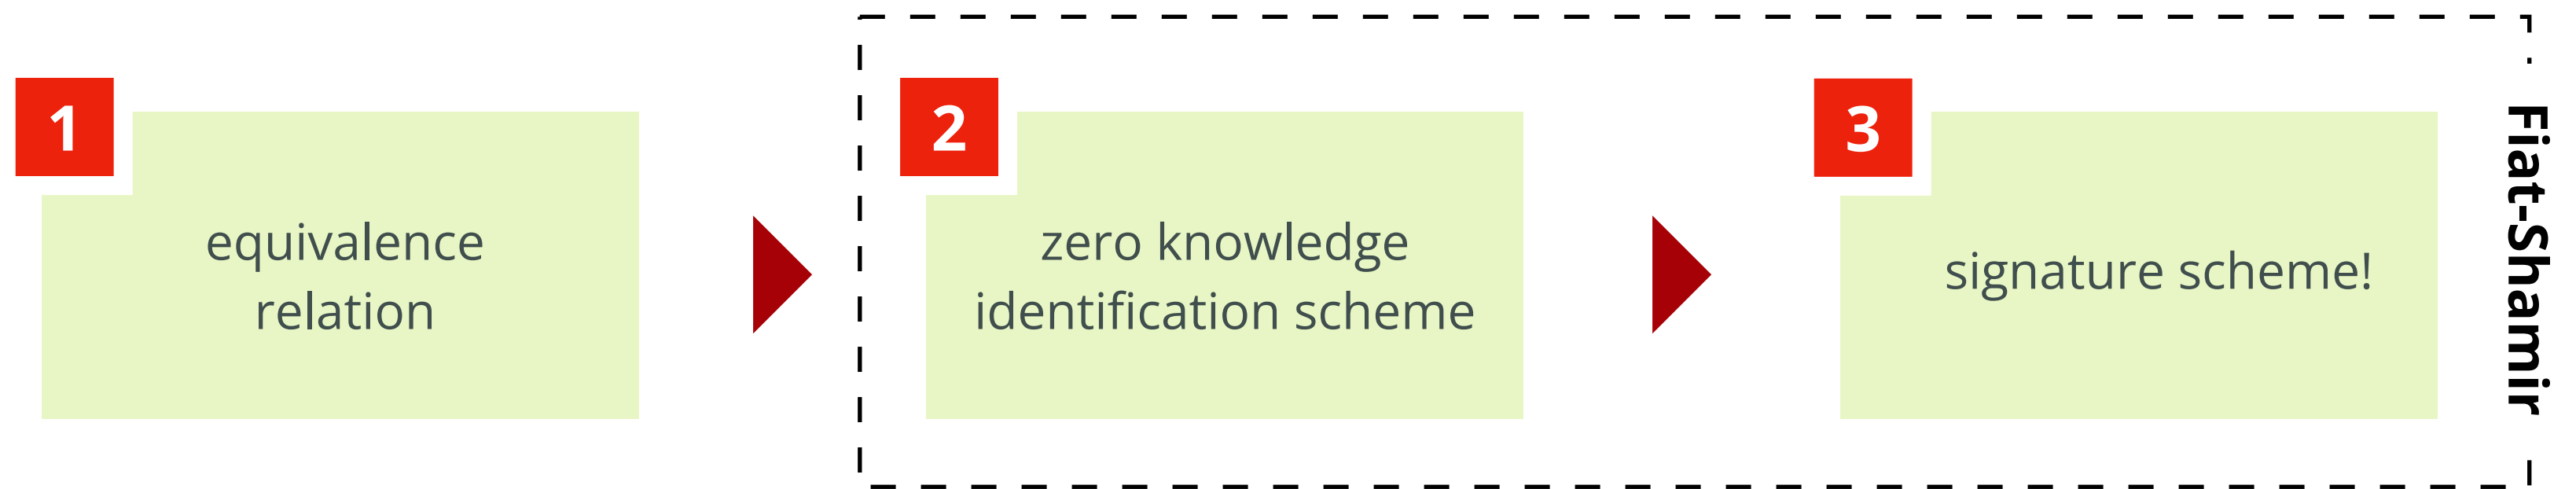 1
equivalence
relation
2
zero knowledge
identification scheme
3
signature scheme!
Fiat-Shamir